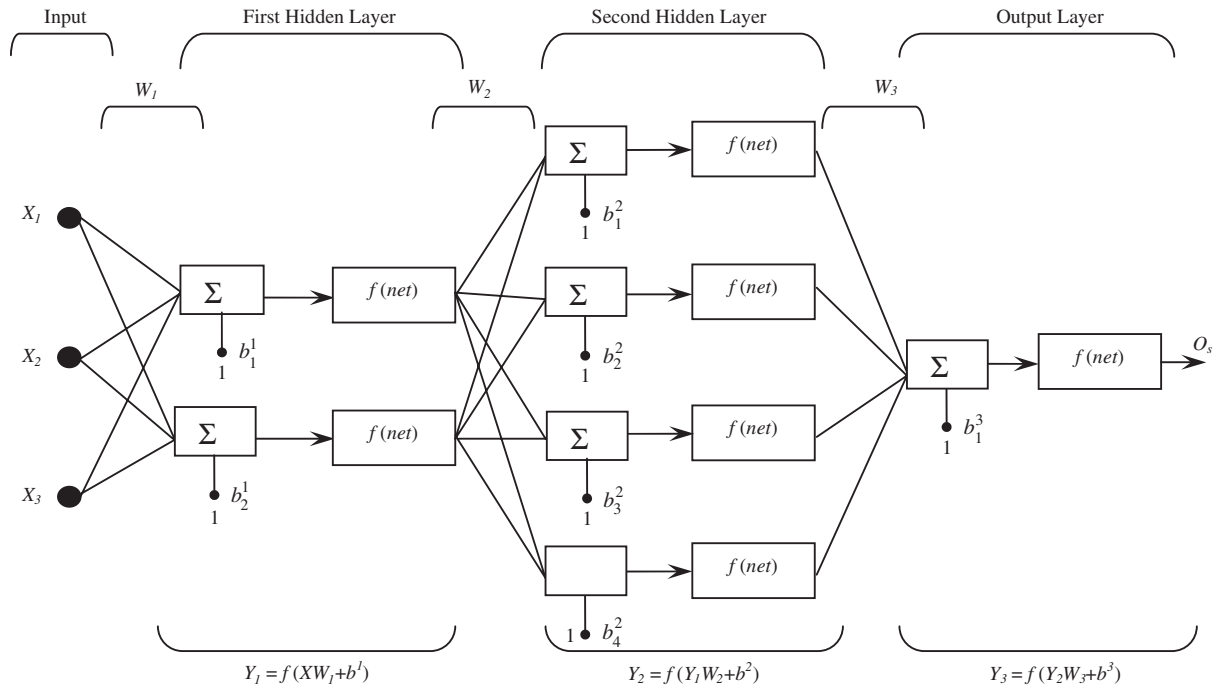 Input First Hidden Layer Second Hidden Layer Output Layer
W₁ W₂ W₃
Σ f(net)
1 b₁²
X₁
Σ f(net)
1 b₁¹
Σ f(net)
1 b₂²
X₂
Σ f(net) Oₛ
1 b₁³
Σ f(net)
1 b₂¹
Σ f(net)
1 b₃²
X₃
f(net)
1 b₄²
Y₁ = f(XW₁+b¹) Y₂ = f(Y₁W₂+b²) Y₃ = f(Y₂W₃+b³)